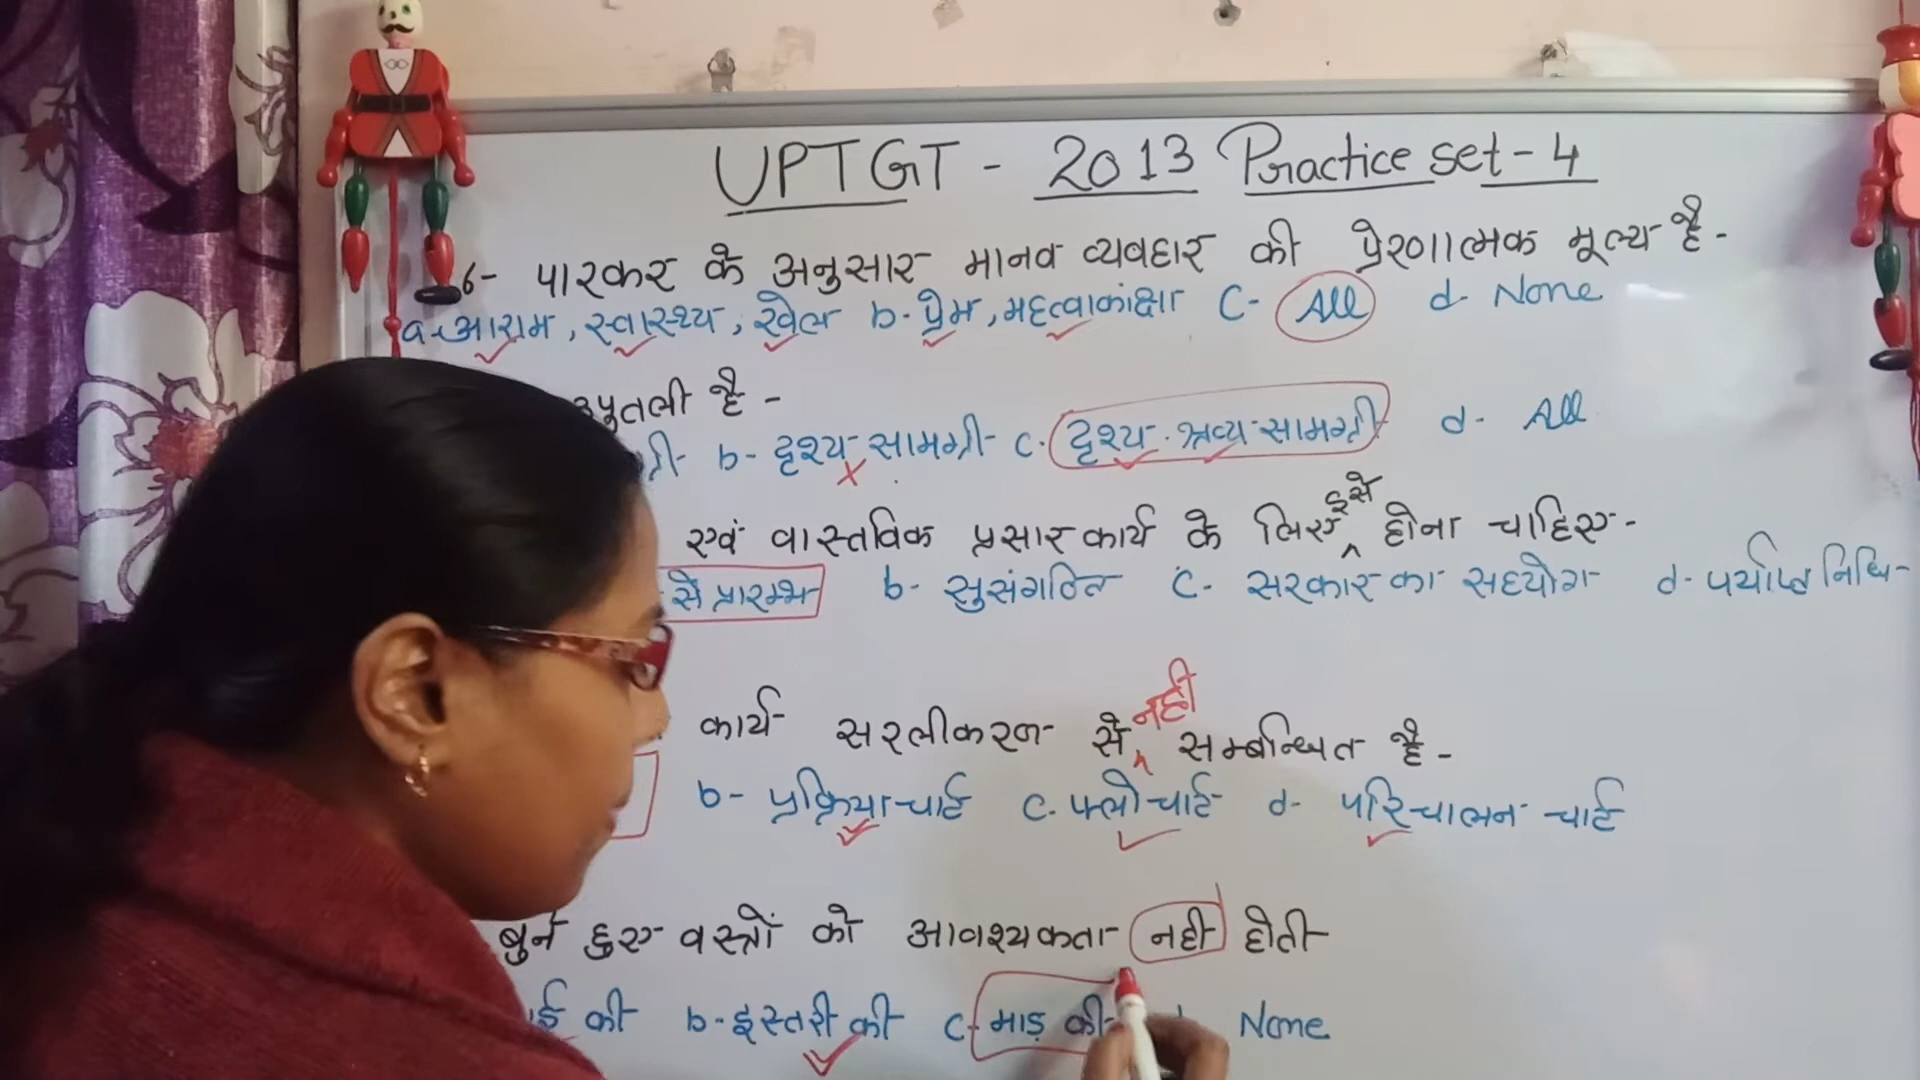 UPTGT - 2013 Practice set - 4
6- पारकर के अनुसार मानव व्यवहार की प्रेरणात्मक मूल्य है -
a- आराम, स्वास्थ्य, खेल b- प्रेम, महत्वाकांक्षा c- All d- None
पुतली है -
b- दृश्य सामग्री c. दृश्य-श्रव्य-सामग्री d- All
एवं वास्तविक प्रसार कार्य के लिए इसे होना चाहिए -
से प्रारम्भ b- सुसंगठित c- सरकार का सहयोग d- पर्याप्त निधि -
कार्य सरलीकरण से नही सम्बन्धित है -
b- प्रक्रिया चार्ट c. फ्लो चार्ट d- परिचालन चार्ट
बुने हुए वस्त्रों को आवश्यकता नही होती
की b- इस्तरी की c- माड़ की None